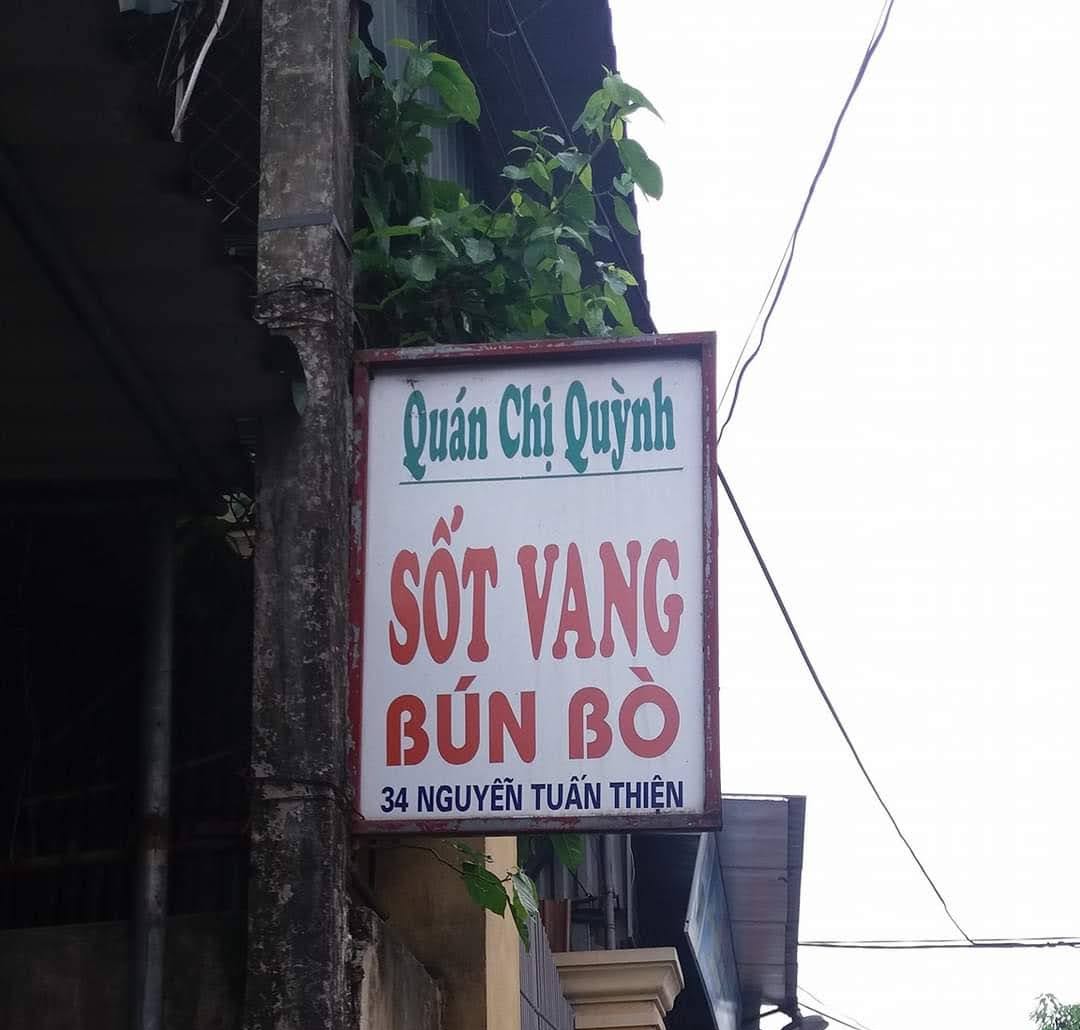 Quán Chị Quỳnh
SỐT VANG
BÚN BÒ
34 NGUYỄN TUẤN THIỆN